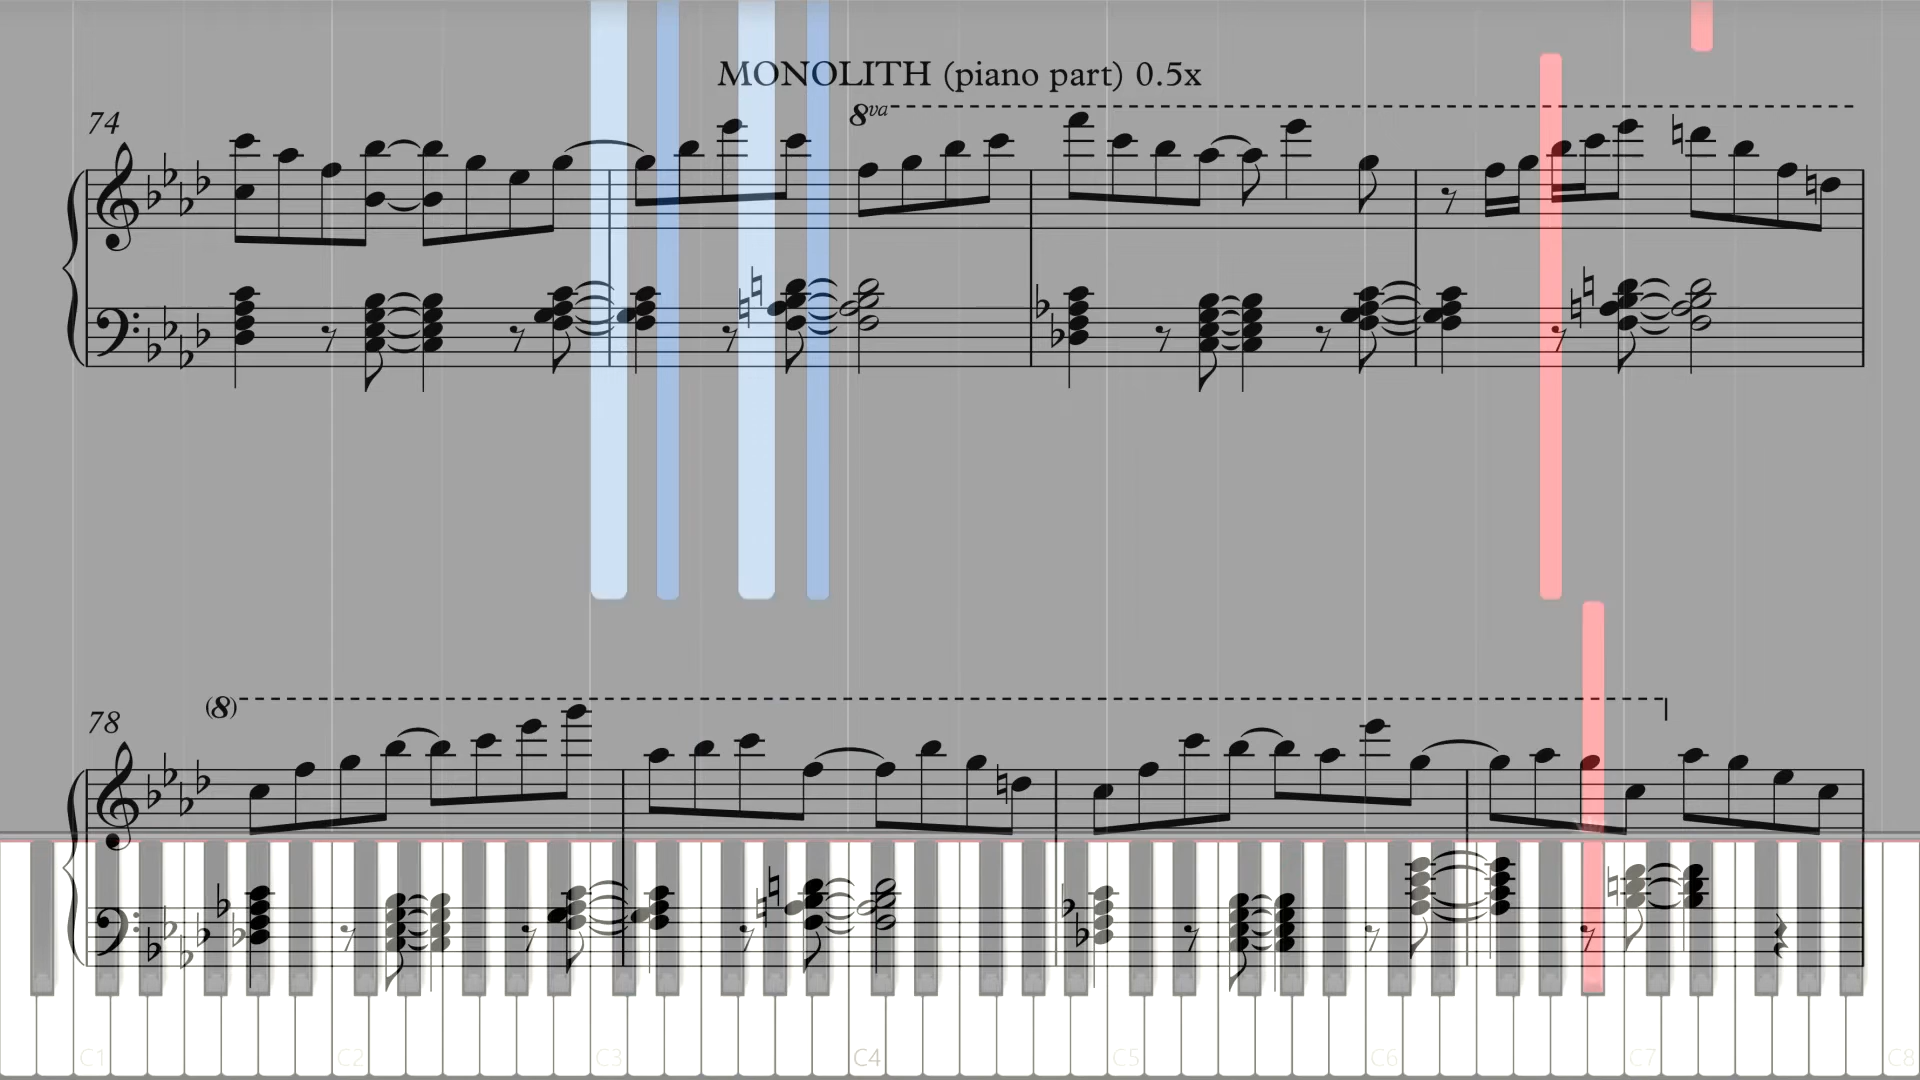 MONOLITH (piano part) 0.5x
74
8va
78
(8)
C1 C2 C3 C4 C5 C6 C7 C8